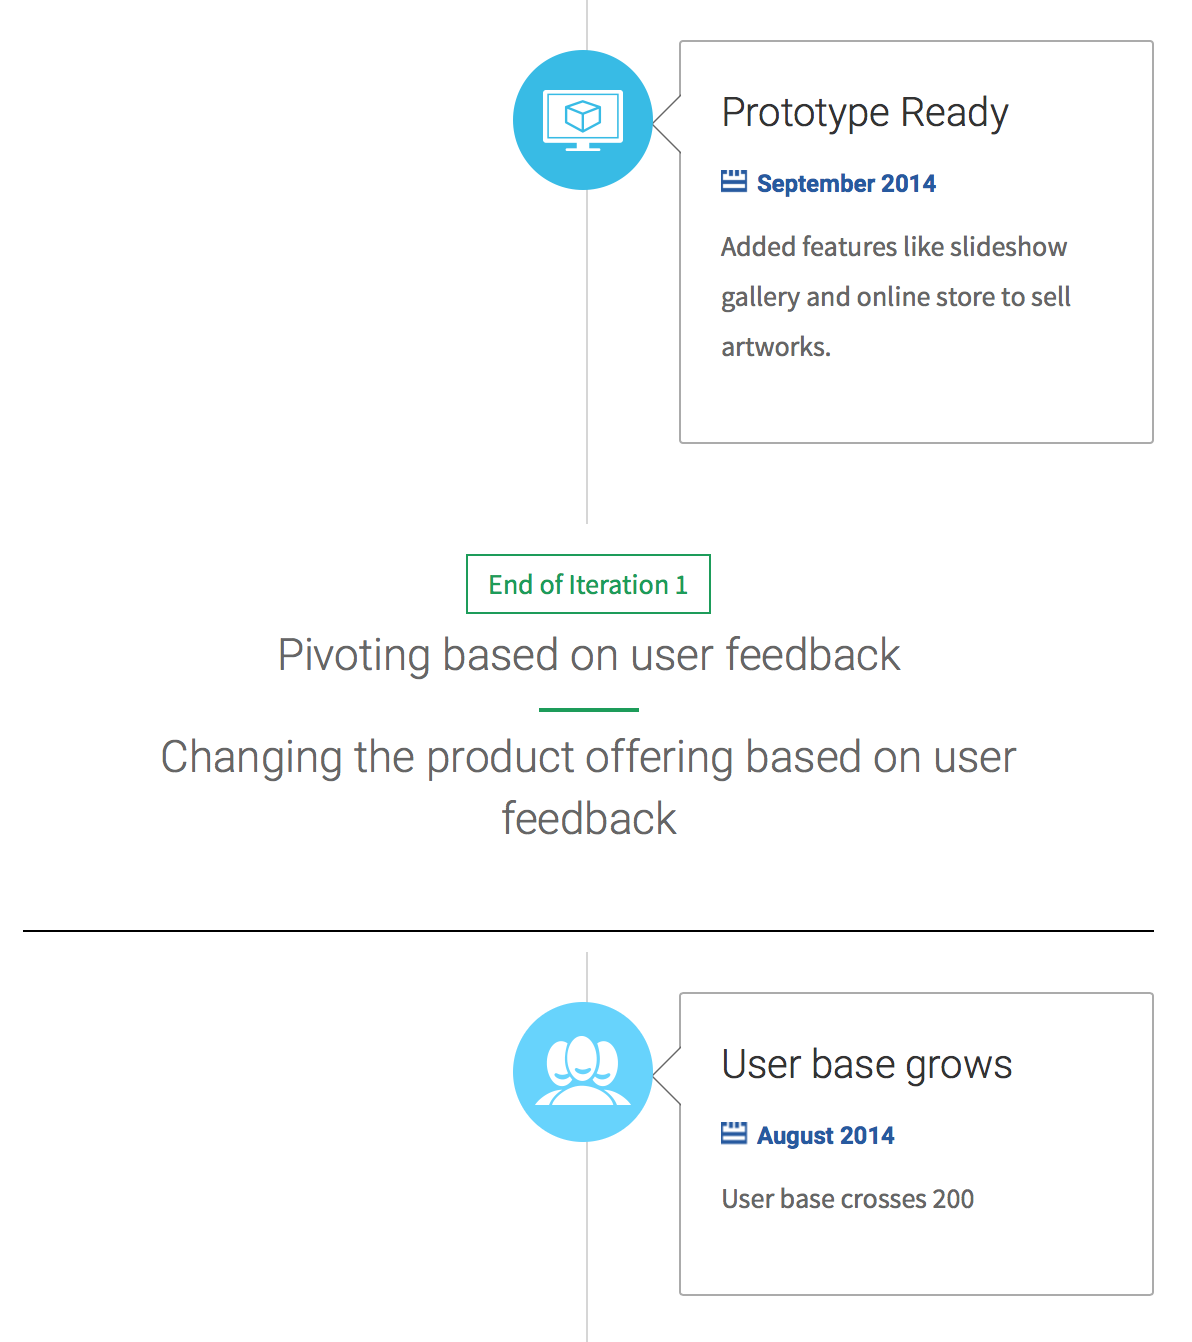 Prototype Ready
September 2014
Added features like slideshow
gallery and online store to sell
artworks.
End of Iteration 1
Pivoting based on user feedback
Changing the product offering based on user
feedback
User base grows
August 2014
User base crosses 200